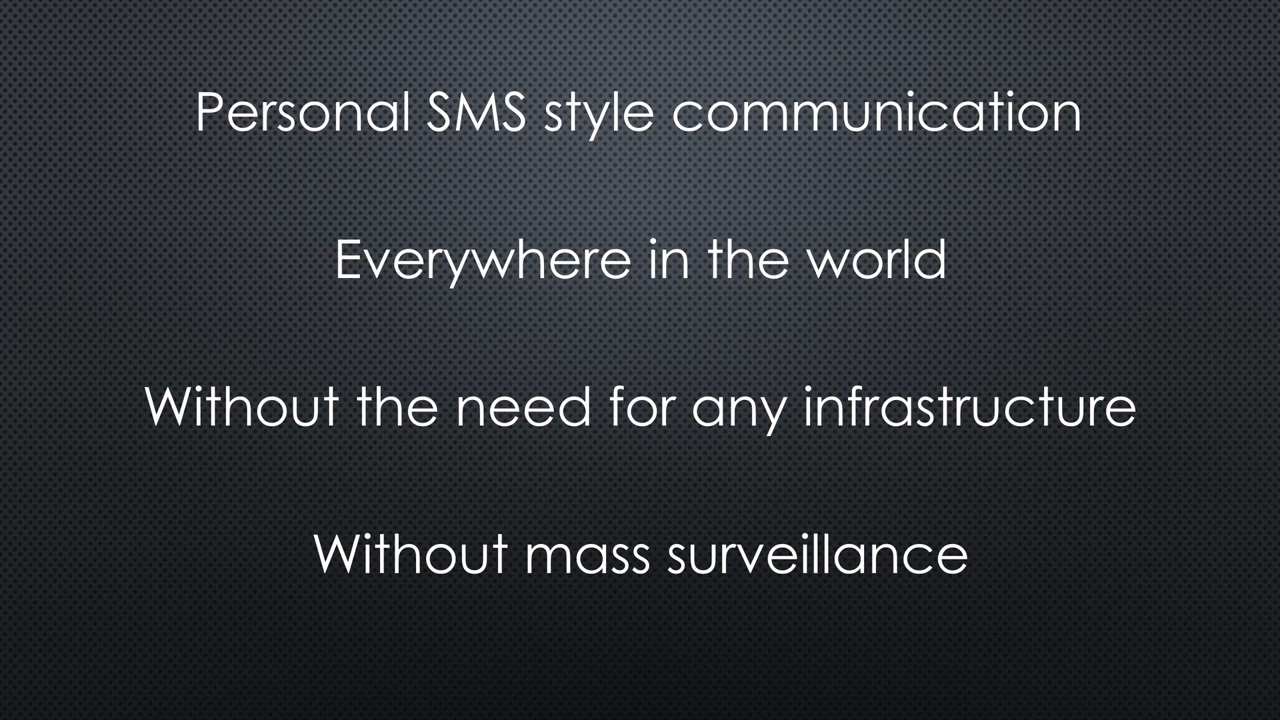 Personal SMS style communication
Everywhere in the world
Without the need for any infrastructure
Without mass surveillance